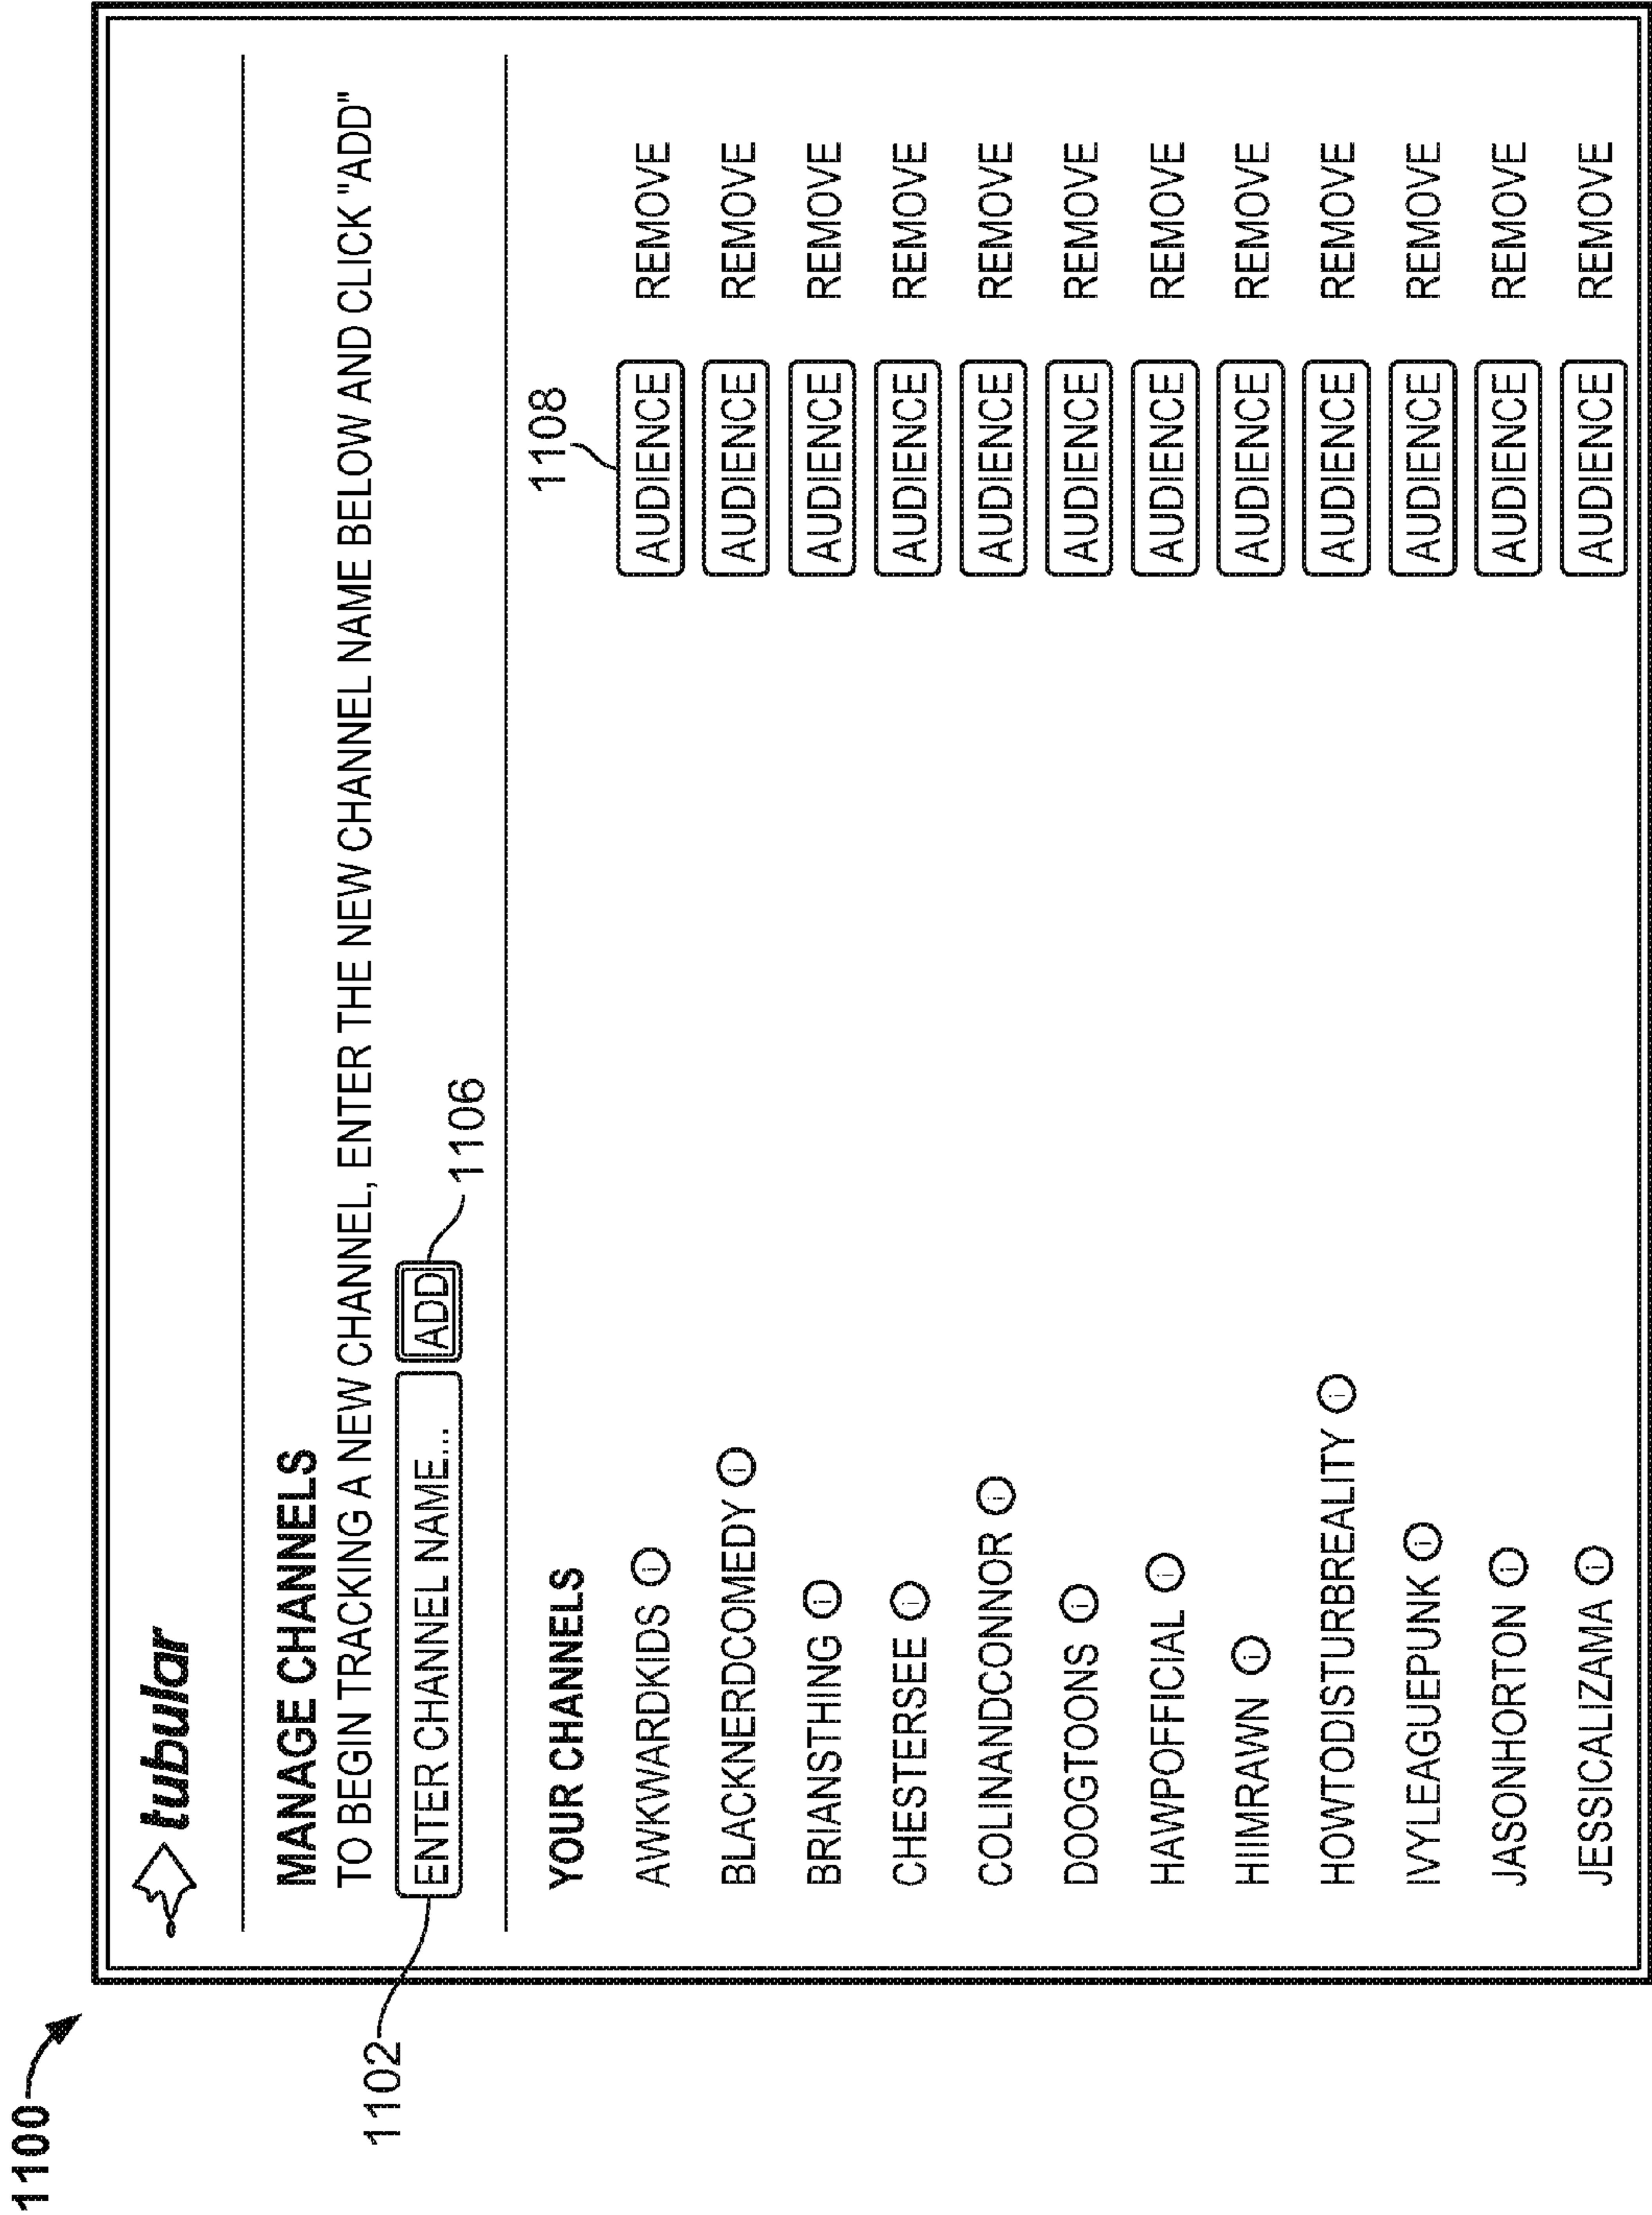 1100
tubular
MANAGE CHANNELS
TO BEGIN TRACKING A NEW CHANNEL, ENTER THE NEW CHANNEL NAME BELOW AND CLICK "ADD"
1102 ENTER CHANNEL NAME... ADD 1106
YOUR CHANNELS 1108
AWKWARDKIDS i AUDIENCE REMOVE
BLACKNERDCOMEDY i AUDIENCE REMOVE
BRIANSTHING i AUDIENCE REMOVE
CHESTERSEE i AUDIENCE REMOVE
COLINANDCONNOR i AUDIENCE REMOVE
DOOGTOONS i AUDIENCE REMOVE
HAWPOFFICIAL i AUDIENCE REMOVE
HIIMRAWN i AUDIENCE REMOVE
HOWTODISTURBREALITY i AUDIENCE REMOVE
IVYLEAGUEPUNK i AUDIENCE REMOVE
JASONHORTON i AUDIENCE REMOVE
JESSICALIZAMA i AUDIENCE REMOVE